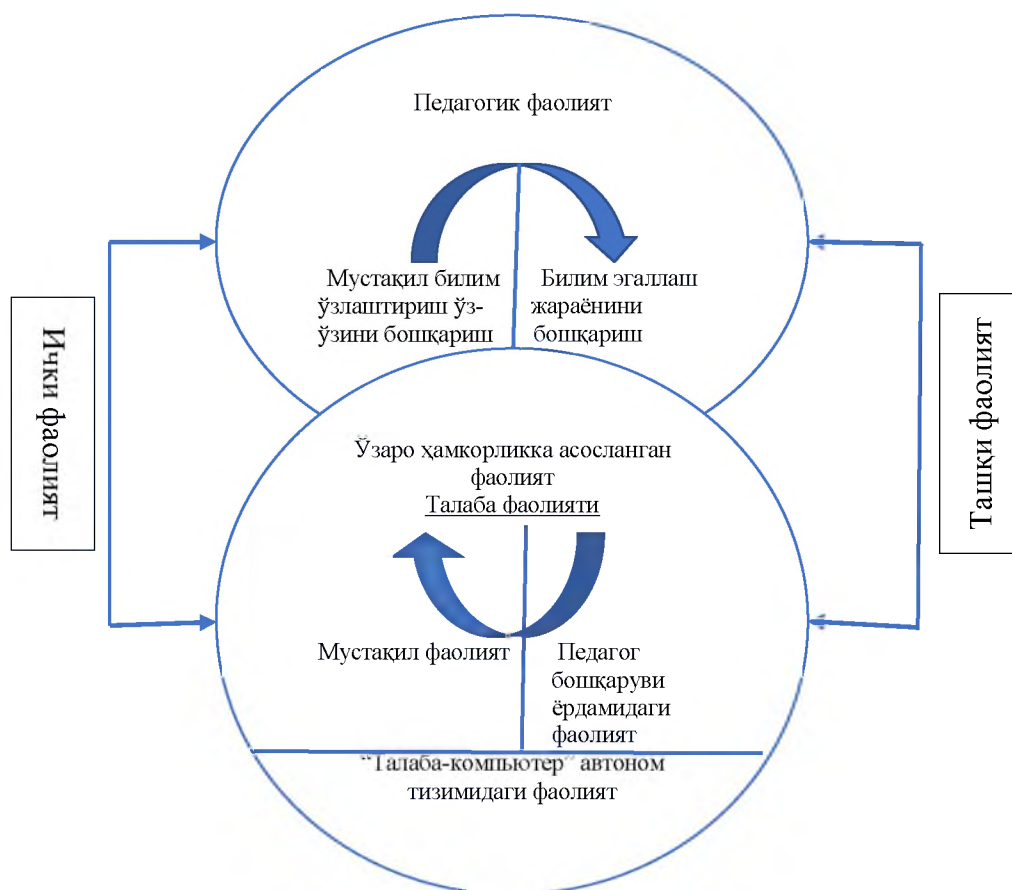 Педагогик фаолият
Мустақил билим
ўзлаштириш ўз-
ўзини бошқариш
Билим эгаллаш
жараёнини
бошқариш
Ички фаолият
Ташқи фаолият
Ўзаро ҳамкорликка асосланган
фаолият
Талаба фаолияти
Мустақил фаолият
Педагог
бошқаруви
ёрдамидаги
фаолият
“Талаба-компьютер” автоном
тизимидаги фаолият